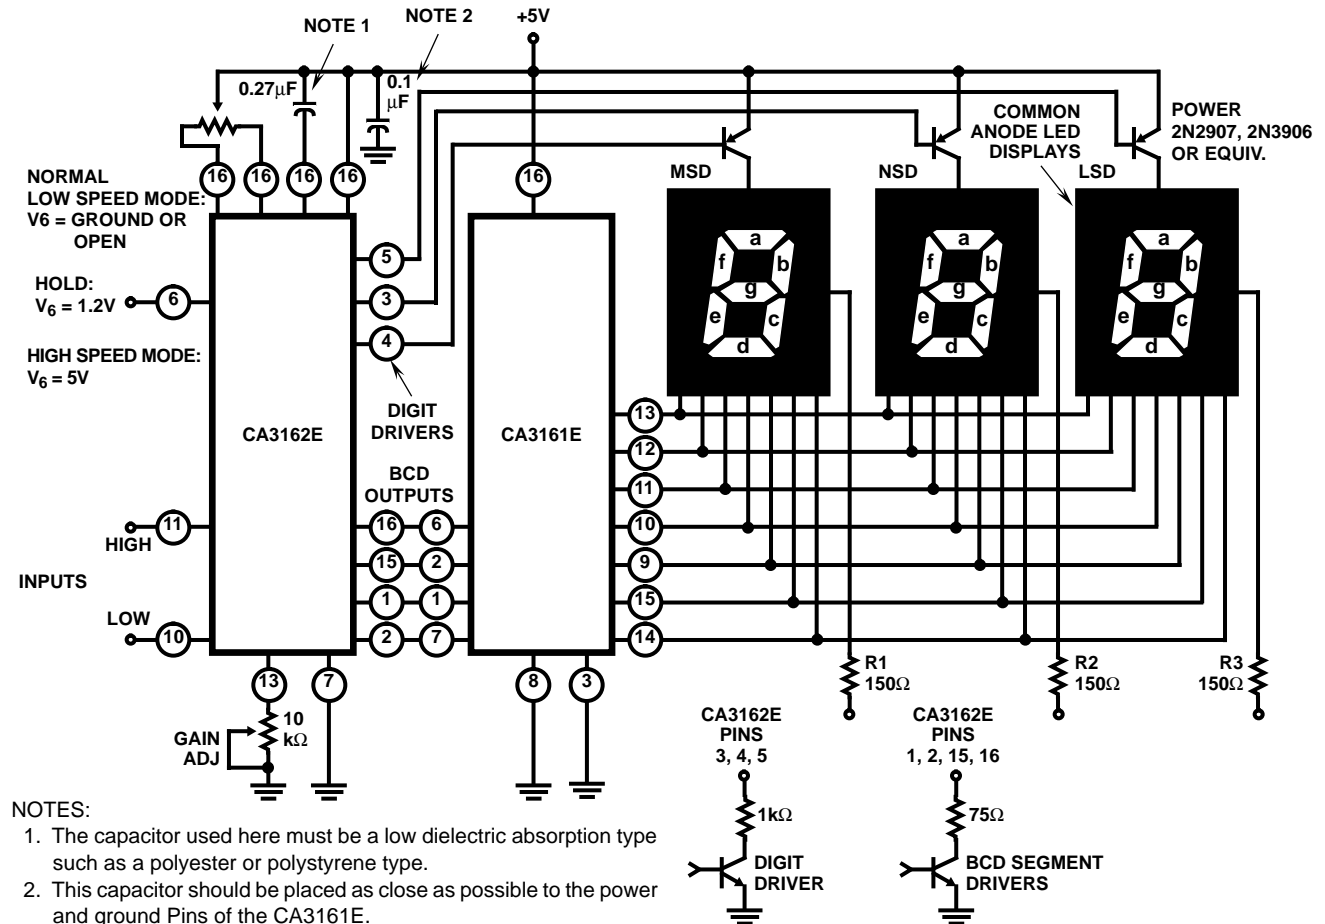 NOTE 1
NOTE 2
+5V
0.27µF
0.1
µF
COMMON
ANODE LED
DISPLAYS
POWER
2N2907, 2N3906
OR EQUIV.
MSD
NSD
LSD
16
16
16
16
16
NORMAL
LOW SPEED MODE:
V6 = GROUND OR
OPEN
HOLD:
V6 = 1.2V
6
HIGH SPEED MODE:
V6 = 5V
5
3
4
DIGIT
DRIVERS
CA3162E
CA3161E
a
f b
g
e c
d
a
f b
g
e c
d
a
f b
g
e c
d
13
12
11
10
9
15
14
BCD
OUTPUTS
16 6
15 2
1 1
2 7
11
HIGH
INPUTS
LOW
10
13
7
8
3
GAIN
ADJ
10
kΩ
R1
150Ω
R2
150Ω
R3
150Ω
CA3162E
PINS
3, 4, 5
1kΩ
DIGIT
DRIVER
CA3162E
PINS
1, 2, 15, 16
75Ω
BCD SEGMENT
DRIVERS
NOTES:
1. The capacitor used here must be a low dielectric absorption type
such as a polyester or polystyrene type.
2. This capacitor should be placed as close as possible to the power
and ground Pins of the CA3161E.